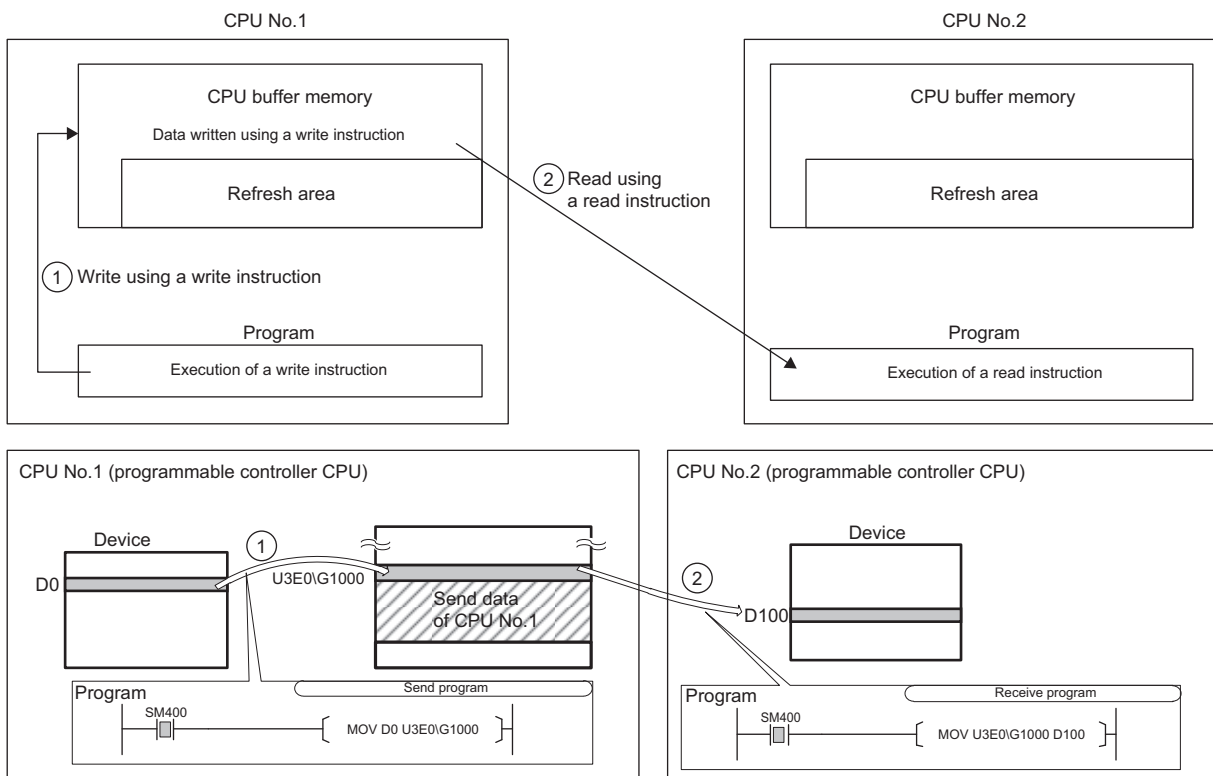 CPU No.1
CPU buffer memory
Data written using a write instruction
Refresh area
1 Write using a write instruction
Program
Execution of a write instruction
2 Read using
a read instruction
CPU No.2
CPU buffer memory
Refresh area
Program
Execution of a read instruction
CPU No.1 (programmable controller CPU)
Device
D0
1
U3E0\G1000
Send data
of CPU No.1
Program
Send program
SM400
MOV D0 U3E0\G1000
CPU No.2 (programmable controller CPU)
Device
2
D100
Program
Receive program
SM400
MOV U3E0\G1000 D100